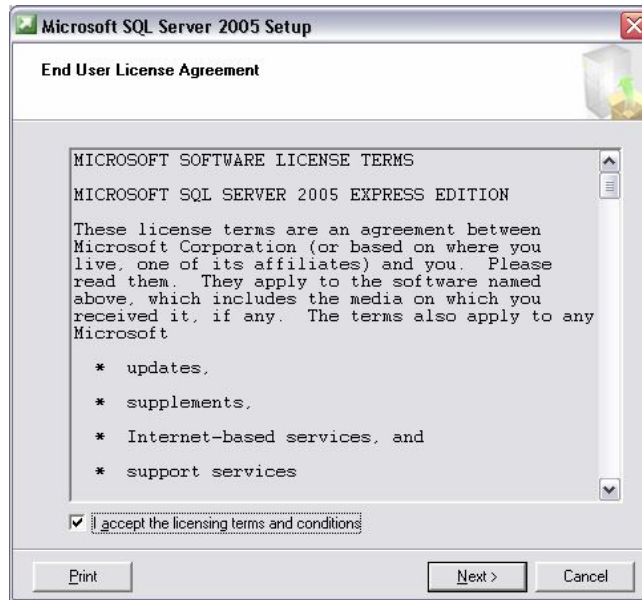 Microsoft SQL Server 2005 Setup
End User License Agreement
MICROSOFT SOFTWARE LICENSE TERMS
MICROSOFT SQL SERVER 2005 EXPRESS EDITION
These license terms are an agreement between
Microsoft Corporation (or based on where you
live, one of its affiliates) and you.  Please
read them.  They apply to the software named
above, which includes the media on which you
received it, if any.  The terms also apply to any
Microsoft
* updates,
* supplements,
* Internet-based services, and
* support services
I accept the licensing terms and conditions
Print
Next >
Cancel